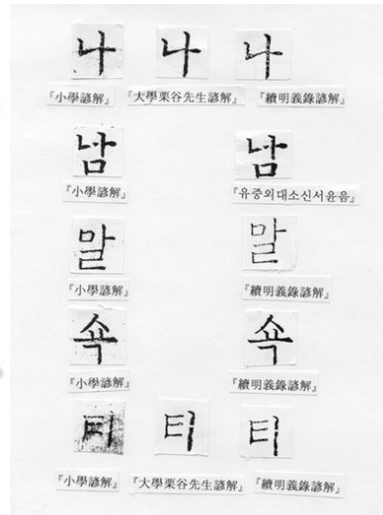 나 나 나
『小學諺解』 『大學栗谷先生諺解』 『續明義錄諺解』
남 남
『小學諺解』 『유중외대소신서윤음』
말 말
『小學諺解』 『續明義錄諺解』
쇽 쇽
『小學諺解』 『續明義錄諺解』
티 티 티
『小學諺解』 『大學栗谷先生諺解』 『續明義錄諺解』